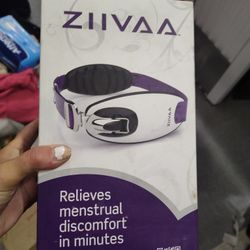 ZIIVAA
Relieves
menstrual
discomfort
in minutes